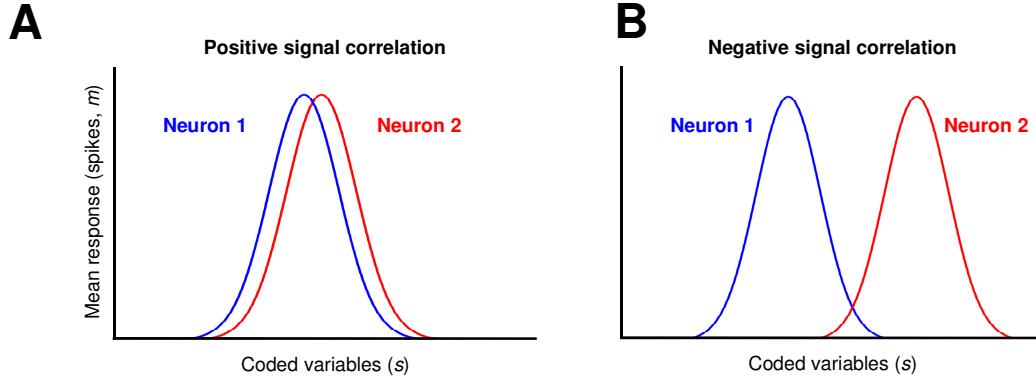 A
Positive signal correlation
Neuron 1
Neuron 2
Mean response (spikes, m)
Coded variables (s)
B
Negative signal correlation
Neuron 1
Neuron 2
Coded variables (s)